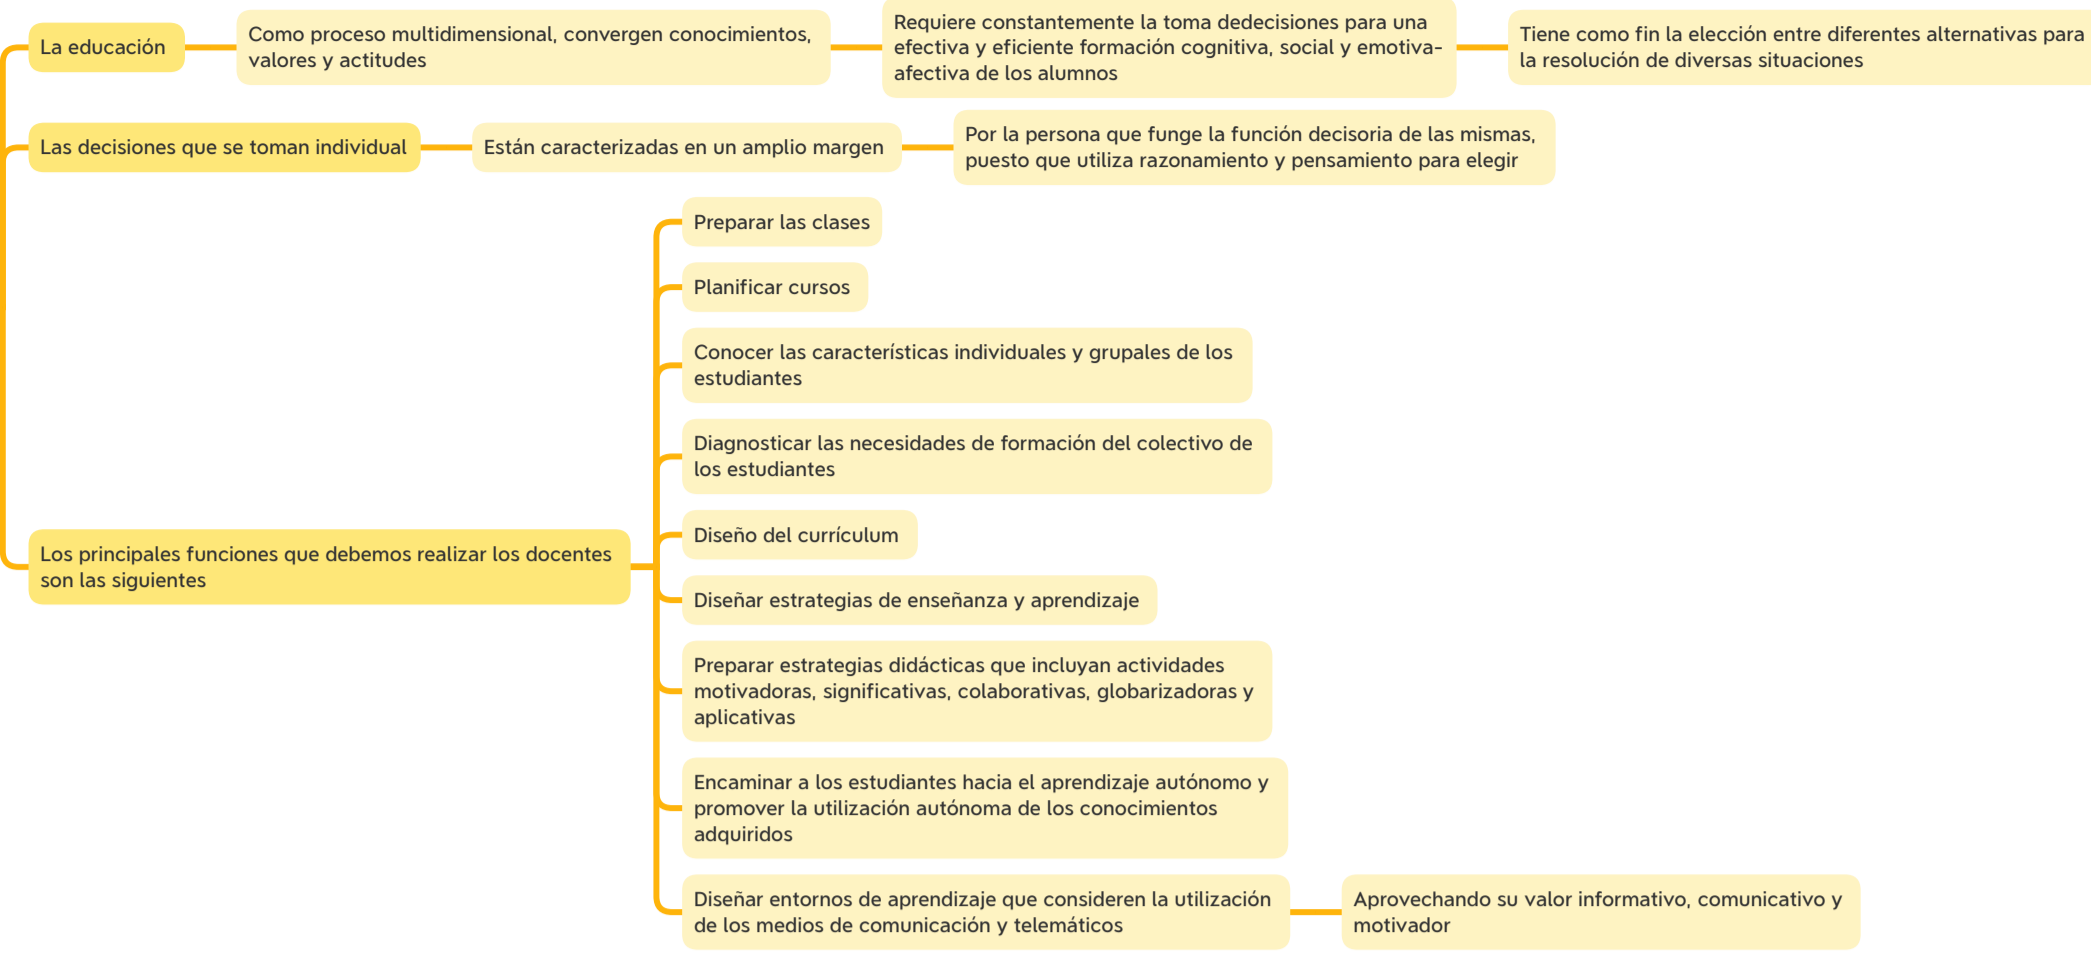 La educación
Como proceso multidimensional, convergen conocimientos,
valores y actitudes
Requiere constantemente la toma dedecisiones para una
efectiva y eficiente formación cognitiva, social y emotiva-
afectiva de los alumnos
Tiene como fin la elección entre diferentes alternativas para
la resolución de diversas situaciones
Las decisiones que se toman individual
Están caracterizadas en un amplio margen
Por la persona que funge la función decisoria de las mismas,
puesto que utiliza razonamiento y pensamiento para elegir
Los principales funciones que debemos realizar los docentes
son las siguientes
Preparar las clases
Planificar cursos
Conocer las características individuales y grupales de los
estudiantes
Diagnosticar las necesidades de formación del colectivo de
los estudiantes
Diseño del currículum
Diseñar estrategias de enseñanza y aprendizaje
Preparar estrategias didácticas que incluyan actividades
motivadoras, significativas, colaborativas, globarizadoras y
aplicativas
Encaminar a los estudiantes hacia el aprendizaje autónomo y
promover la utilización autónoma de los conocimientos
adquiridos
Diseñar entornos de aprendizaje que consideren la utilización
de los medios de comunicación y telemáticos
Aprovechando su valor informativo, comunicativo y
motivador